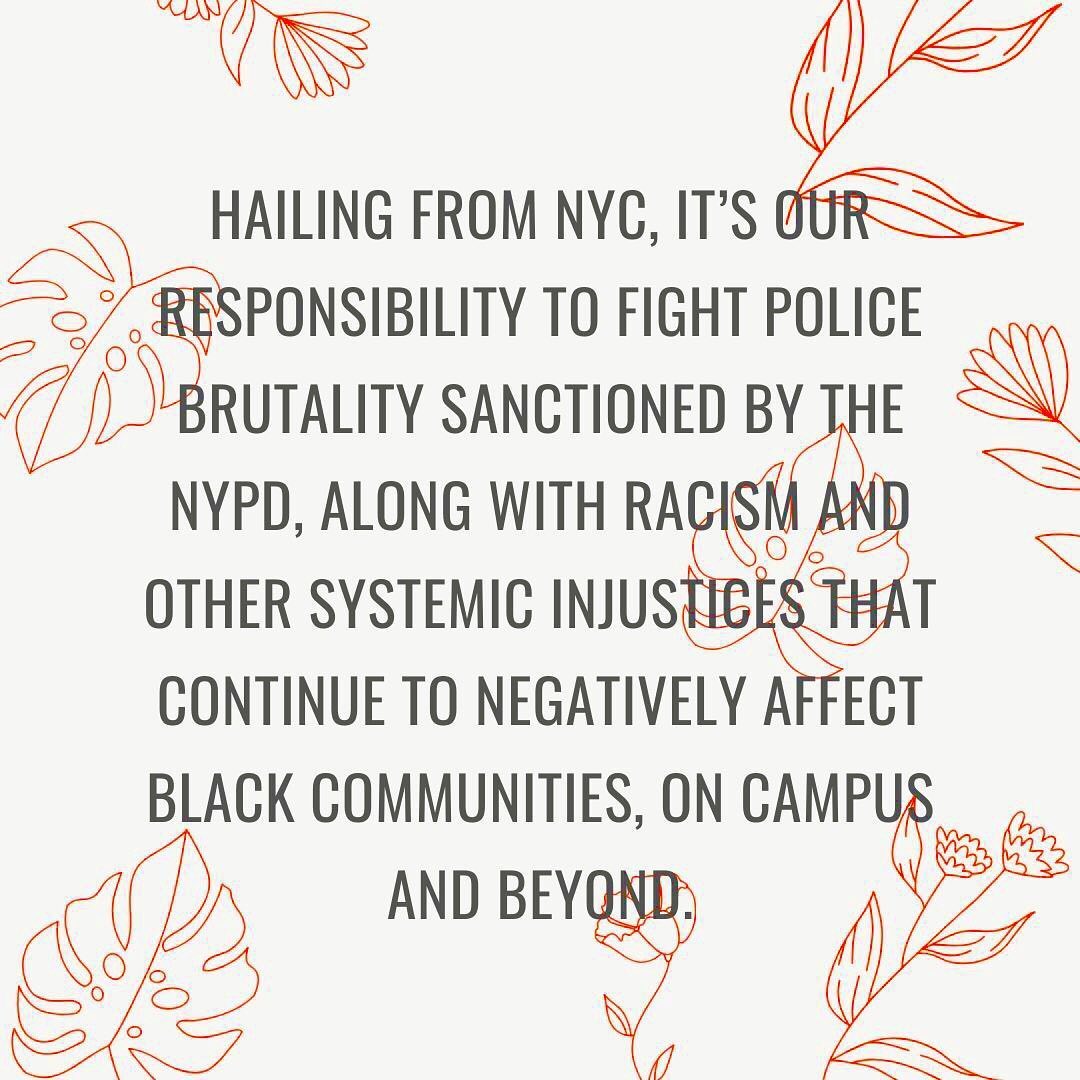 HAILING FROM NYC, IT’S OUR
RESPONSIBILITY TO FIGHT POLICE
BRUTALITY SANCTIONED BY THE
NYPD, ALONG WITH RACISM AND
OTHER SYSTEMIC INJUSTICES THAT
CONTINUE TO NEGATIVELY AFFECT
BLACK COMMUNITIES, ON CAMPUS
AND BEYOND.